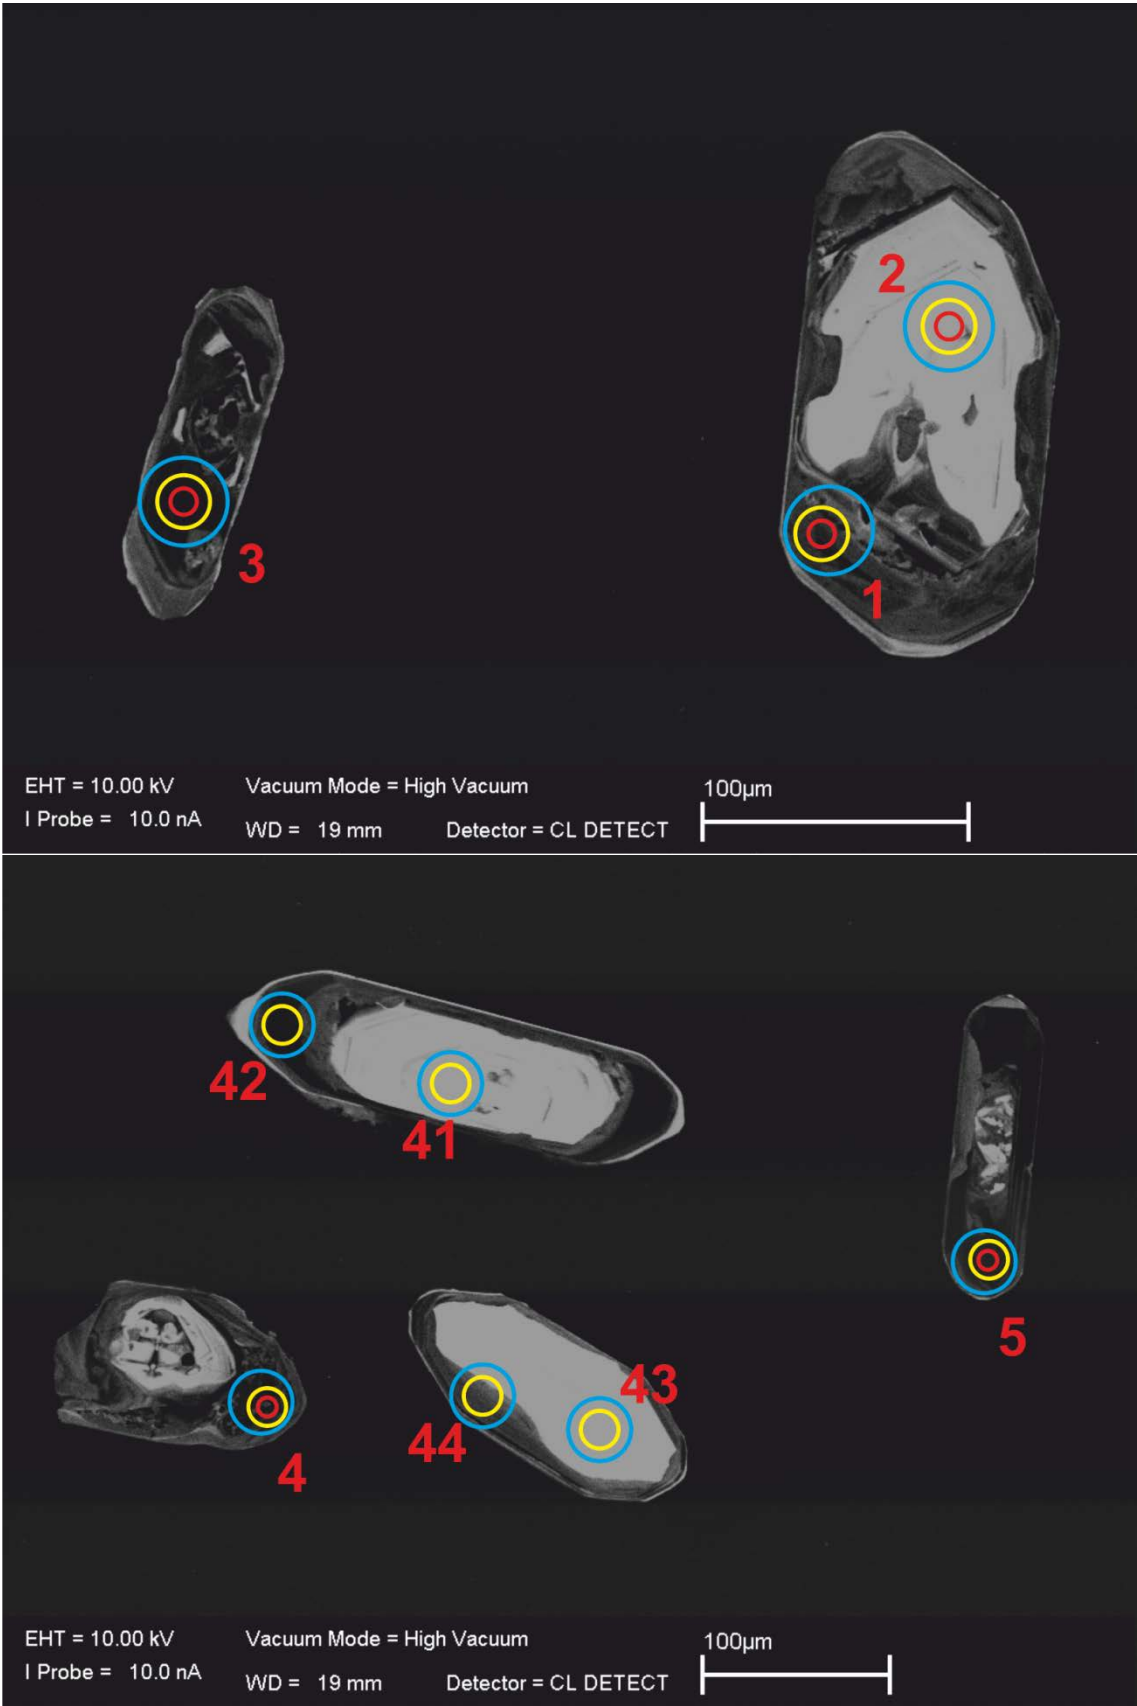 2
3
1
EHT = 10.00 kV Vacuum Mode = High Vacuum 100µm
I Probe = 10.0 nA
WD = 19 mm Detector = CL DETECT
42
41
5
43
44
4
EHT = 10.00 kV Vacuum Mode = High Vacuum 100µm
I Probe = 10.0 nA
WD = 19 mm Detector = CL DETECT